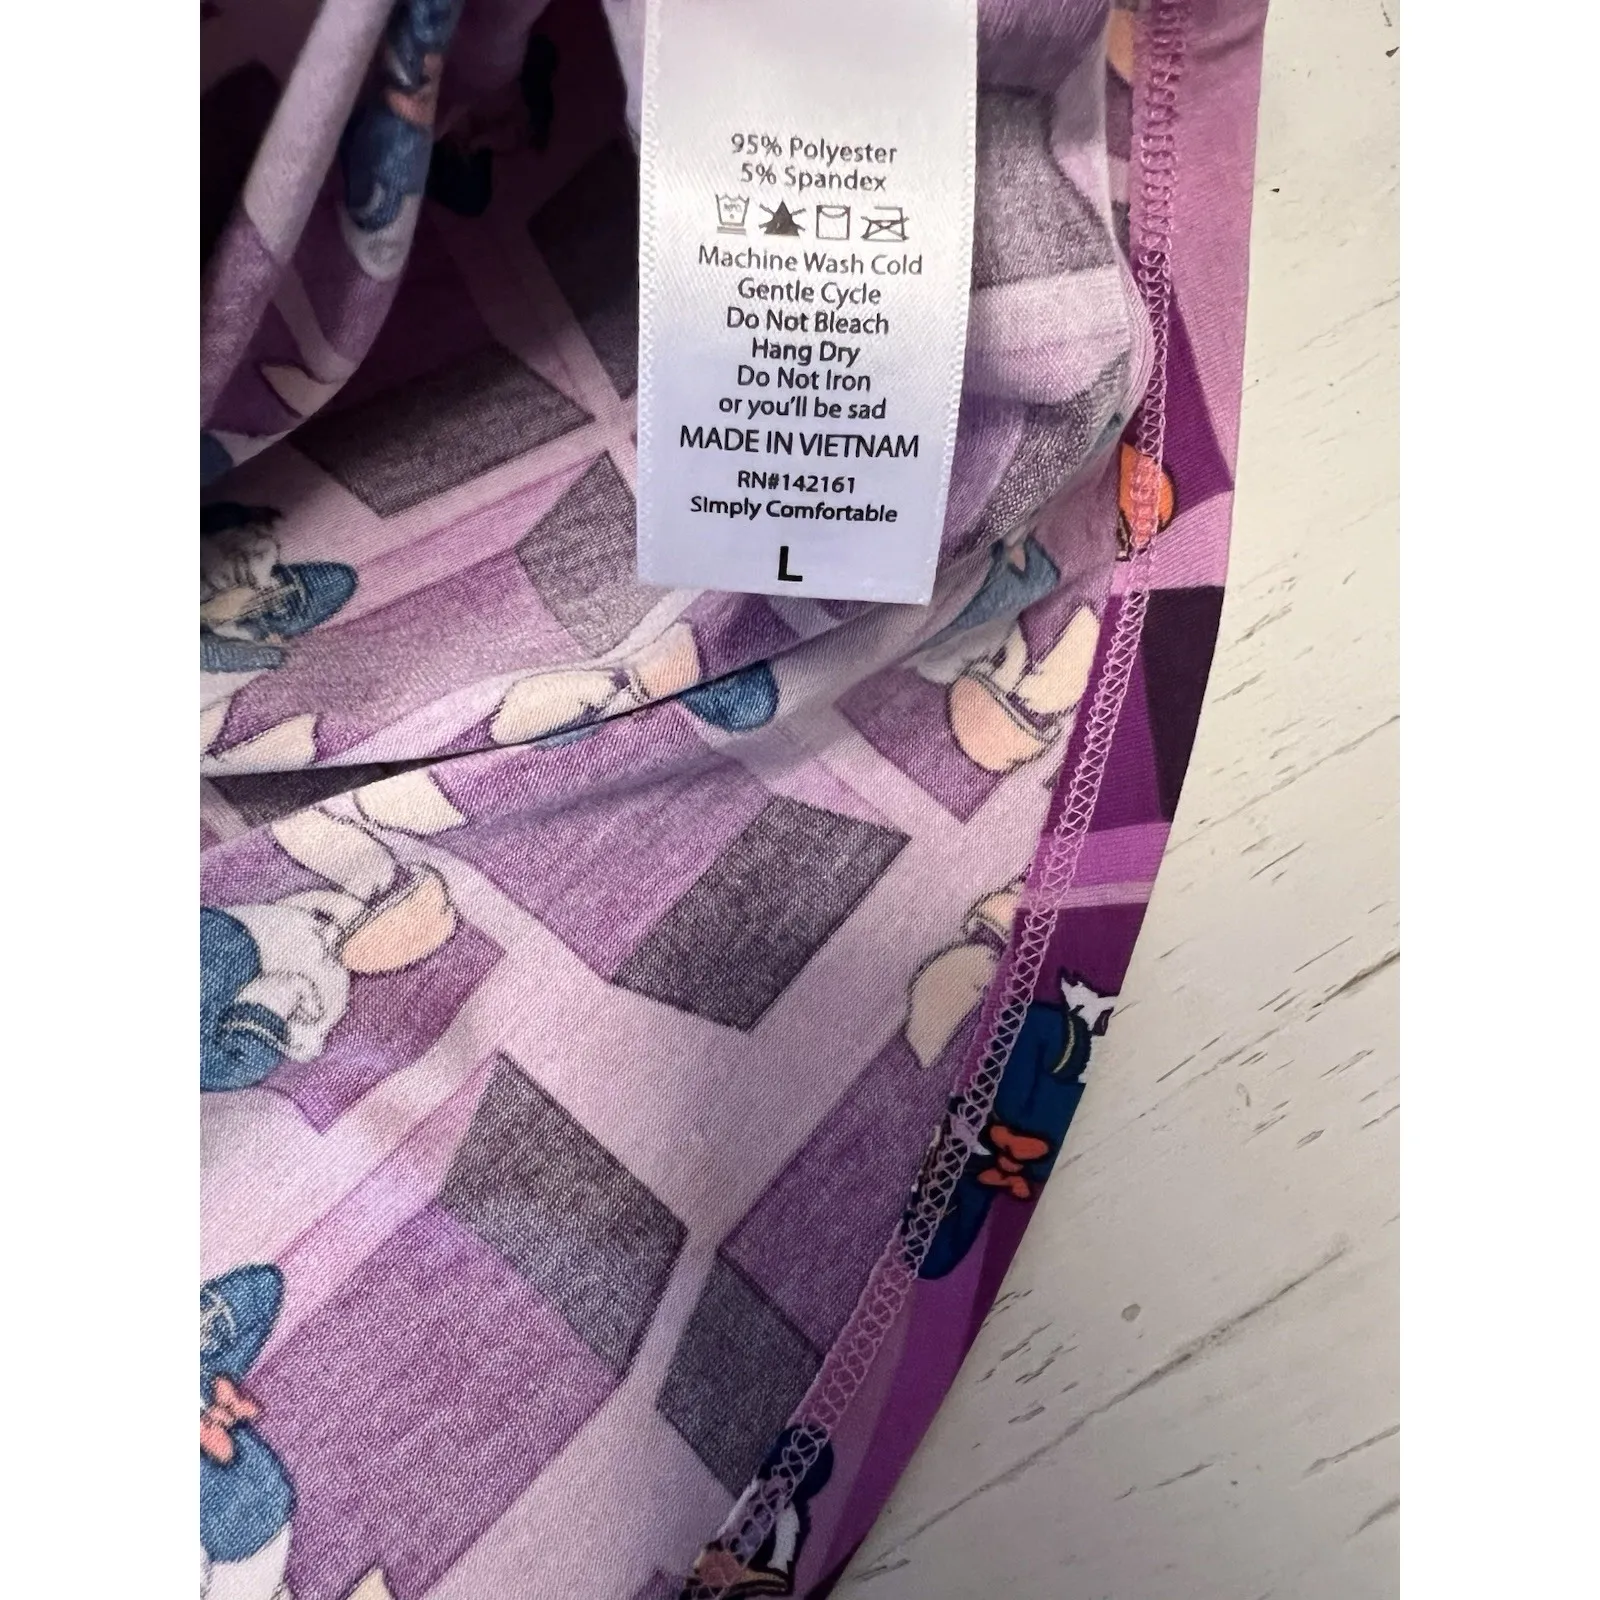 95% Polyester
5% Spandex
Machine Wash Cold
Gentle Cycle
Do Not Bleach
Hang Dry
Do Not Iron
or you'll be sad
MADE IN VIETNAM
RN#142161
Simply Comfortable
L